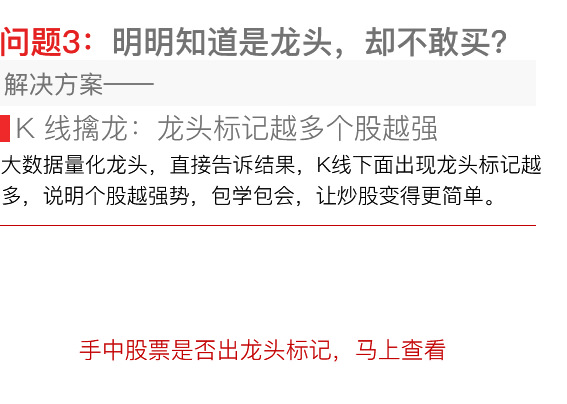 问题3：明明知道是龙头，却不敢买？
解决方案——
K 线擒龙：龙头标记越多个股越强
大数据量化龙头，直接告诉结果，K线下面出现龙头标记越
多，说明个股越强势，包学包会，让炒股变得更简单。
手中股票是否出龙头标记，马上查看